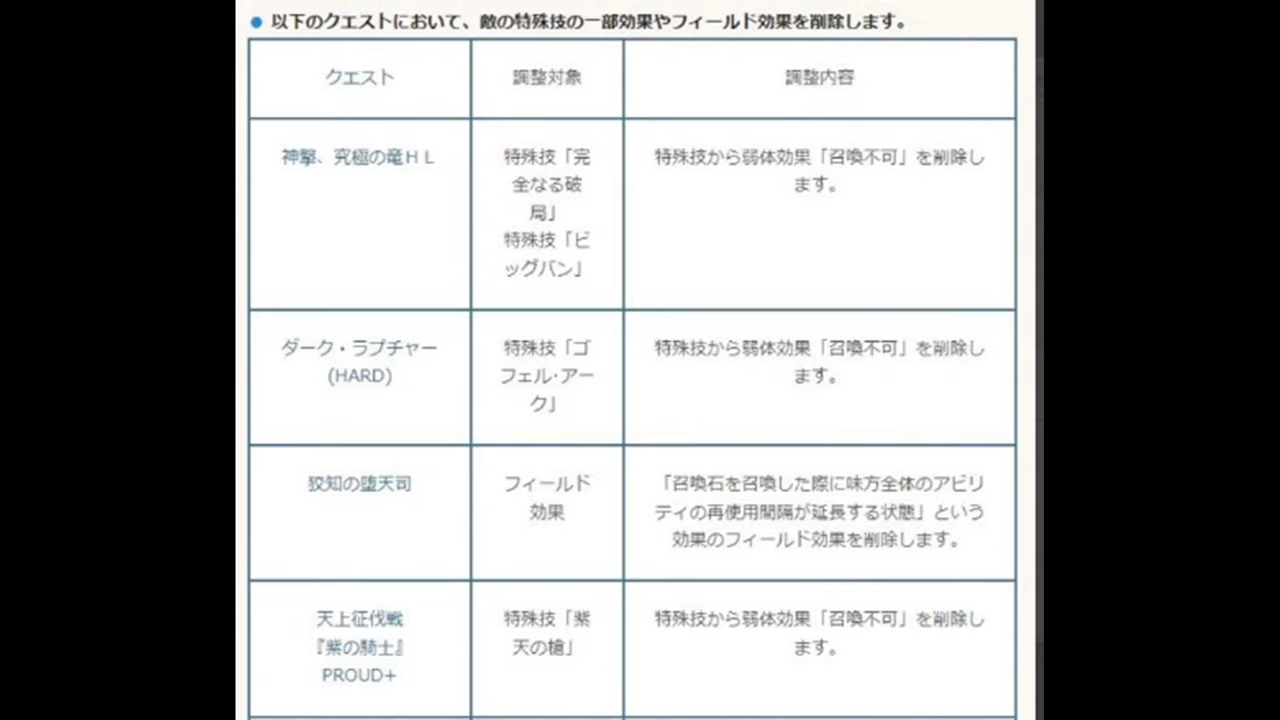 以下のクエストにおいて、敵の特殊技の一部効果やフィールド効果を削除します。
クエスト
調整対象
調整内容
神撃、究極の竜ＨＬ
特殊技「完
全なる破
局」
特殊技「ビ
ッグバン」
特殊技から弱体効果「召喚不可」を削除し
ます。
ダーク・ラプチャー
(HARD)
特殊技「ゴ
フェル・アー
ク」
特殊技から弱体効果「召喚不可」を削除し
ます。
狡知の堕天司
フィールド
効果
「召喚石を召喚した際に味方全体のアビリ
ティの再使用間隔が延長する状態」という
効果のフィールド効果を削除します。
天上征伐戦
『紫の騎士』
PROUD+
特殊技「紫
天の槍」
特殊技から弱体効果「召喚不可」を削除し
ます。